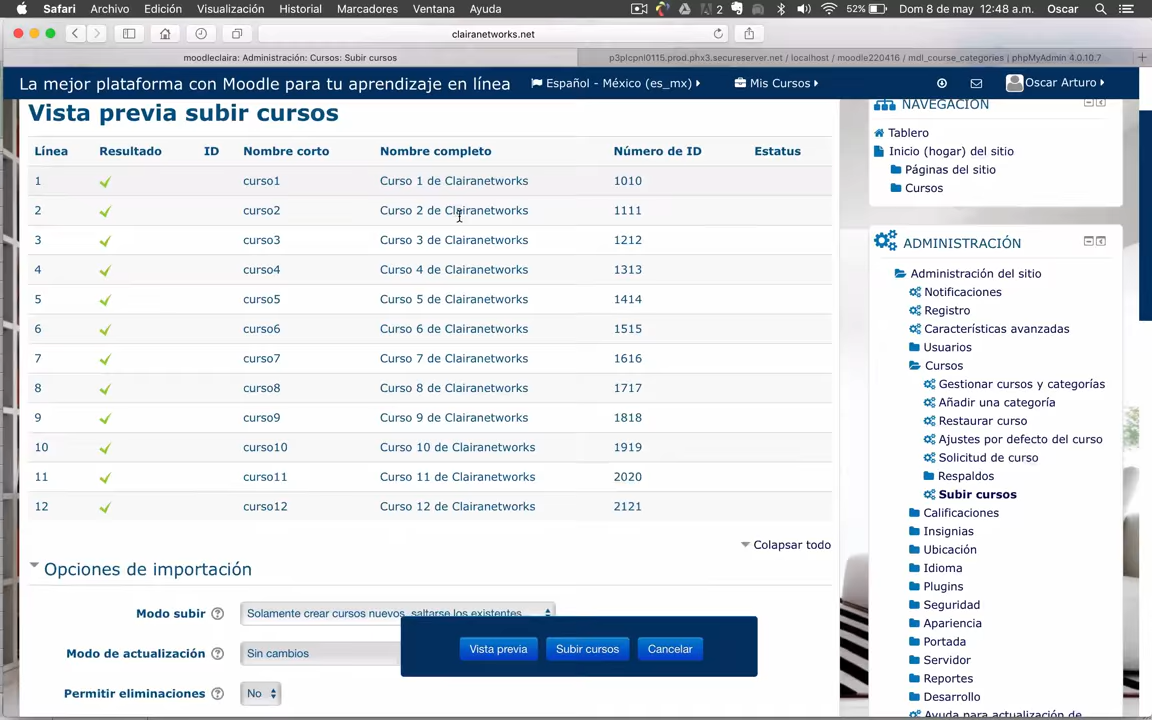 Safari Archivo Edición Visualización Historial Marcadores Ventana Ayuda 2 52% Dom 8 de may 12:48 a.m. Oscar
clairanetworks.net
moodleclaira: Administración: Cursos: Subir cursos
p3plcpnl0115.prod.phx3.secureserver.net / localhost / moodle220416 / mdl_course_categories | phpMyAdmin 4.0.10.7
La mejor plataforma con Moodle para tu aprendizaje en línea Español - México (es_mx) Mis Cursos Oscar Arturo
Vista previa subir cursos
Línea Resultado ID Nombre corto Nombre completo Número de ID Estatus
1 curso1 Curso 1 de Clairanetworks 1010
2 curso2 Curso 2 de Clairanetworks 1111
3 curso3 Curso 3 de Clairanetworks 1212
4 curso4 Curso 4 de Clairanetworks 1313
5 curso5 Curso 5 de Clairanetworks 1414
6 curso6 Curso 6 de Clairanetworks 1515
7 curso7 Curso 7 de Clairanetworks 1616
8 curso8 Curso 8 de Clairanetworks 1717
9 curso9 Curso 9 de Clairanetworks 1818
10 curso10 Curso 10 de Clairanetworks 1919
11 curso11 Curso 11 de Clairanetworks 2020
12 curso12 Curso 12 de Clairanetworks 2121
Colapsar todo
Opciones de importación
Modo subir Solamente crear cursos nuevos, saltarse los existentes
Modo de actualización Sin cambios
Permitir eliminaciones No
Vista previa Subir cursos Cancelar
NAVEGACIÓN
Tablero
Inicio (hogar) del sitio
Páginas del sitio
Cursos
ADMINISTRACIÓN
Administración del sitio
Notificaciones
Registro
Características avanzadas
Usuarios
Cursos
Gestionar cursos y categorías
Añadir una categoría
Restaurar curso
Ajustes por defecto del curso
Solicitud de curso
Respaldos
Subir cursos
Calificaciones
Insignias
Ubicación
Idioma
Plugins
Seguridad
Apariencia
Portada
Servidor
Reportes
Desarrollo
Ayuda para actualización de